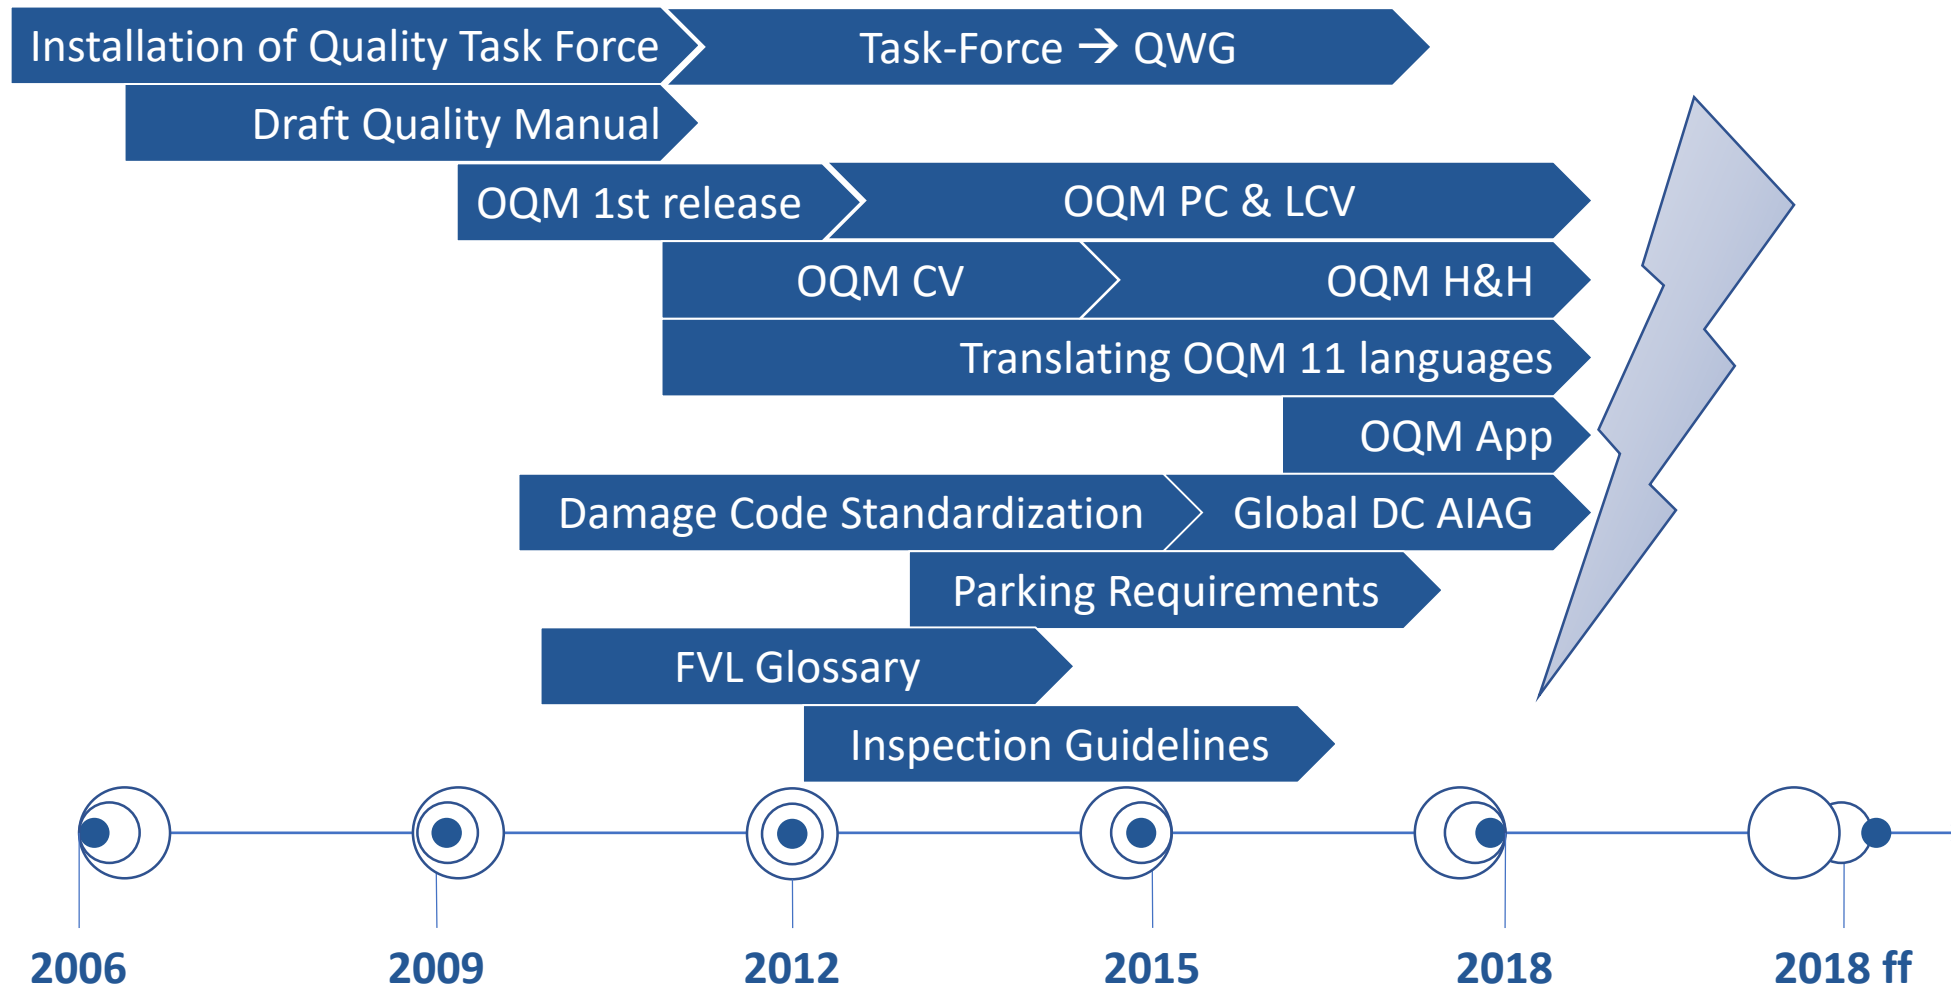 Installation of Quality Task Force
Task-Force → QWG
Draft Quality Manual
OQM 1st release
OQM PC & LCV
OQM CV
OQM H&H
Translating OQM 11 languages
OQM App
Damage Code Standardization
Global DC AIAG
Parking Requirements
FVL Glossary
Inspection Guidelines
2006
2009
2012
2015
2018
2018 ff